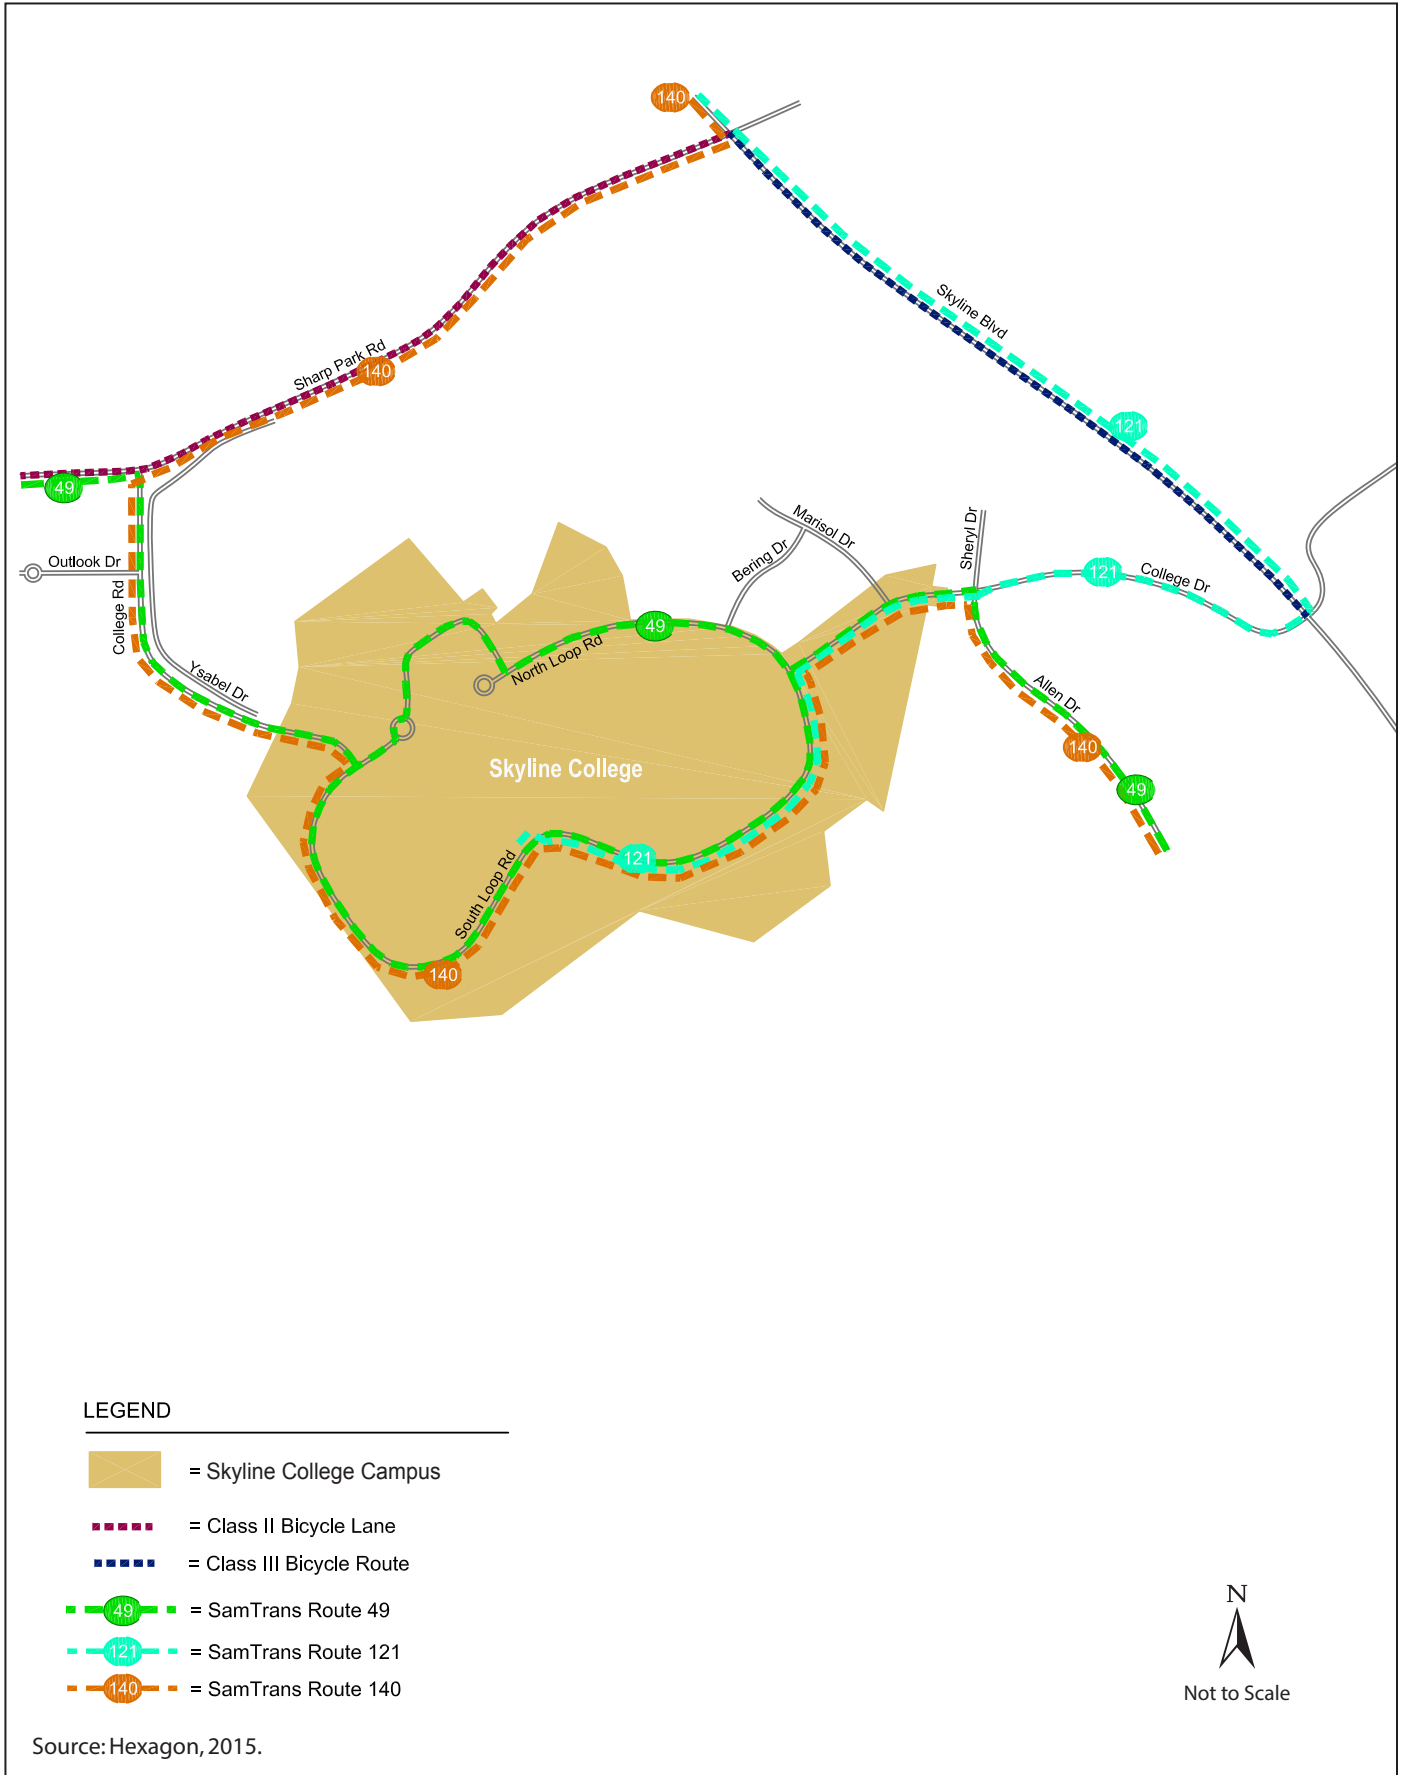 140
Skyline Blvd
Sharp Park Rd
140
121
49
Marisol Dr
Sheryl Dr
Bering Dr
Outlook Dr
121
College Dr
College Rd
49
North Loop Rd
Ysabel Dr
Allen Dr
140
Skyline College
49
121
South Loop Rd
140
LEGEND
= Skyline College Campus
= Class II Bicycle Lane
= Class III Bicycle Route
49 = SamTrans Route 49
121 = SamTrans Route 121
140 = SamTrans Route 140
N
Not to Scale
Source: Hexagon, 2015.